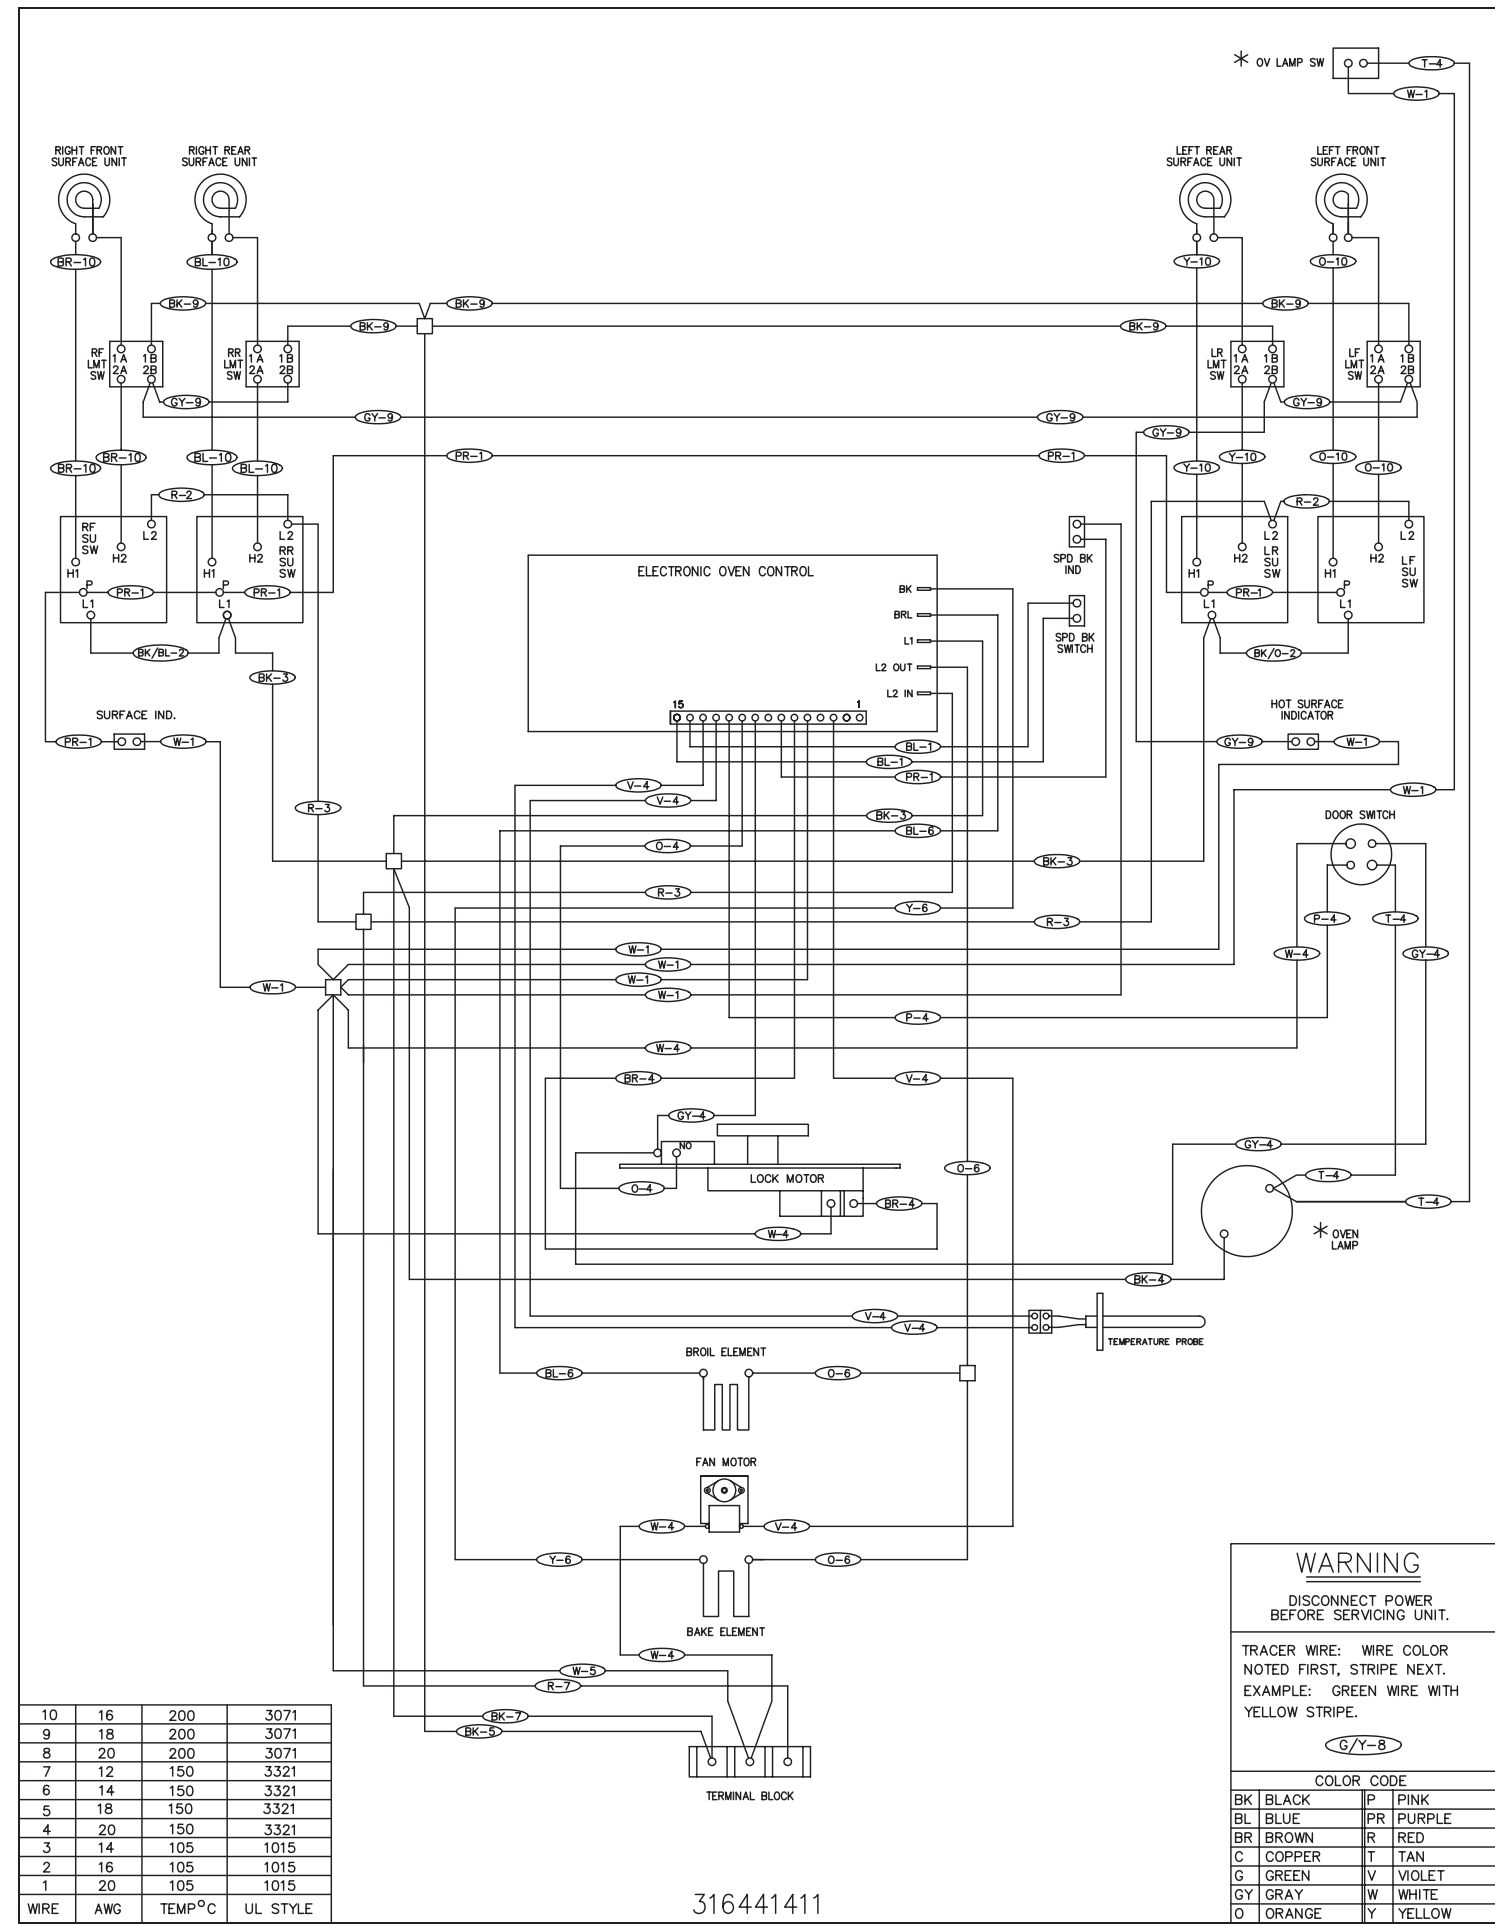 OV LAMP SW
T-4
W-1
RIGHT FRONT
SURFACE UNIT
RIGHT REAR
SURFACE UNIT
LEFT REAR
SURFACE UNIT
LEFT FRONT
SURFACE UNIT
BR-10
BL-10
Y-10
O-10
BK-9
BK-9
BK-9
BK-9
BK-9
RF
LMT
SW
1A
2A
1B
2B
RR
LMT
SW
1A
2A
1B
2B
LR
LMT
SW
1A
2A
1B
2B
LF
LMT
SW
1A
2A
1B
2B
GY-9
GY-9
GY-9
GY-9
GY-9
BR-10
BR-10
BL-10
BL-10
PR-1
PR-1
Y-10
Y-10
O-10
O-10
R-2
R-2
RF
SU
SW
L2
H2
H1
P
L1
PR-1
L2
RR
SU
SW
H2
H1
P
L1
PR-1
SPD BK
IND
L2
LR
SU
SW
H2
H1
P
L1
PR-1
L2
LF
SU
SW
H2
H1
P
L1
ELECTRONIC OVEN CONTROL
BK
BRL
L1
L2 OUT
L2 IN
15
1
SPD BK
SWITCH
BK/BL-2
BK/O-2
BK-3
SURFACE IND.
PR-1
W-1
HOT SURFACE
INDICATOR
GY-9
W-1
BL-1
BL-1
PR-1
V-4
V-4
W-1
R-3
BK-3
BL-6
O-4
DOOR SWITCH
BK-3
R-3
Y-6
R-3
P-4
T-4
W-1
W-1
W-1
W-1
W-1
W-4
GY-4
P-4
W-4
BR-4
V-4
GY-4
NO
GY-4
LOCK MOTOR
O-6
O-4
BR-4
T-4
T-4
W-4
OVEN
LAMP
BK-4
V-4
V-4
TEMPERATURE PROBE
BROIL ELEMENT
BL-6
O-6
FAN MOTOR
W-4
V-4
Y-6
O-6
BAKE ELEMENT
W-4
W-5
R-7
BK-7
BK-5
TERMINAL BLOCK
WARNING
DISCONNECT POWER
BEFORE SERVICING UNIT.
TRACER WIRE: WIRE COLOR
NOTED FIRST, STRIPE NEXT.
EXAMPLE: GREEN WIRE WITH
YELLOW STRIPE.
G/Y-8
COLOR CODE
BK BLACK P PINK
BL BLUE PR PURPLE
BR BROWN R RED
C COPPER T TAN
G GREEN V VIOLET
GY GRAY W WHITE
O ORANGE Y YELLOW
10 16 200 3071
9 18 200 3071
8 20 200 3071
7 12 150 3321
6 14 150 3321
5 18 150 3321
4 20 150 3321
3 14 105 1015
2 16 105 1015
1 20 105 1015
WIRE AWG TEMP°C UL STYLE
316441411